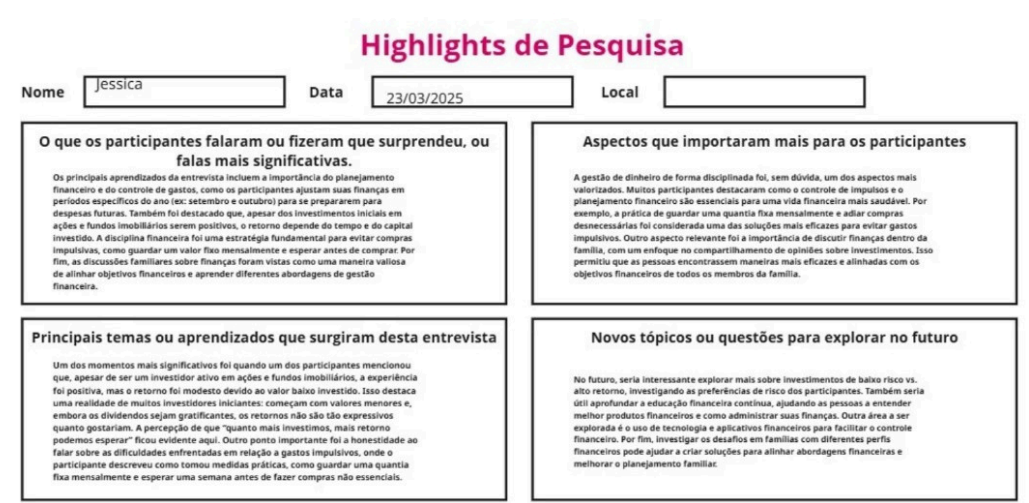 Highlights de Pesquisa
Nome Jessica Data 23/03/2025 Local
O que os participantes falaram ou fizeram que surpreendeu, ou
falas mais significativas.
Os principais aprendizados da entrevista incluem a importância do planejamento
financeiro e do controle de gastos, como os participantes ajustam suas finanças em
períodos específicos do ano (ex: setembro e outubro) para se prepararem para
despesas futuras. Também foi destacado que, apesar dos investimentos iniciais em
ações e fundos imobiliários serem positivos, o retorno depende do tempo e do capital
investido. A disciplina financeira foi uma estratégia fundamental para evitar compras
impulsivas, como guardar um valor fixo mensalmente e esperar antes de comprar. Por
fim, as discussões familiares sobre finanças foram vistas como uma maneira valiosa
de alinhar objetivos financeiros e aprender diferentes abordagens de gestão
financeira.
Aspectos que importaram mais para os participantes
A gestão de dinheiro de forma disciplinada foi, sem dúvida, um dos aspectos mais
valorizados. Muitos participantes destacaram como o controle de impulsos e o
planejamento financeiro são essenciais para uma vida financeira mais saudável. Por
exemplo, a prática de guardar uma quantia fixa mensalmente e adiar compras
desnecessárias foi considerada uma das soluções mais eficazes para evitar gastos
impulsivos. Outro aspecto relevante foi a importância de discutir finanças dentro da
família, com um enfoque no compartilhamento de opiniões sobre investimentos. Isso
permitiu que as pessoas encontrassem maneiras mais eficazes e alinhadas com os
objetivos financeiros de todos os membros da família.
Principais temas ou aprendizados que surgiram desta entrevista
Um dos momentos mais significativos foi quando um dos participantes mencionou
que, apesar de ser um investidor ativo em ações e fundos imobiliários, a experiência
foi positiva, mas o retorno foi modesto devido ao valor baixo investido. Isso destaca
uma realidade de muitos investidores iniciantes: começam com valores menores e,
embora os dividendos sejam gratificantes, os retornos não são tão expressivos
quanto gostariam. A percepção de que "quanto mais investimos, mais retorno
podemos esperar" ficou evidente aqui. Outro ponto importante foi a honestidade ao
falar sobre as dificuldades enfrentadas em relação a gastos impulsivos, onde o
participante descreveu como tomou medidas práticas, como guardar uma quantia
fixa mensalmente e esperar uma semana antes de fazer compras não essenciais.
Novos tópicos ou questões para explorar no futuro
No futuro, seria interessante explorar mais sobre investimentos de baixo risco vs.
alto retorno, investigando as preferências de risco dos participantes. Também seria
útil aprofundar a educação financeira contínua, ajudando as pessoas a entender
melhor produtos financeiros e como administrar suas finanças. Outra área a ser
explorada é o uso de tecnologia e aplicativos financeiros para facilitar o controle
financeiro. Por fim, investigar os desafios em famílias com diferentes perfis
financeiros pode ajudar a criar soluções para alinhar abordagens financeiras e
melhorar o planejamento familiar.